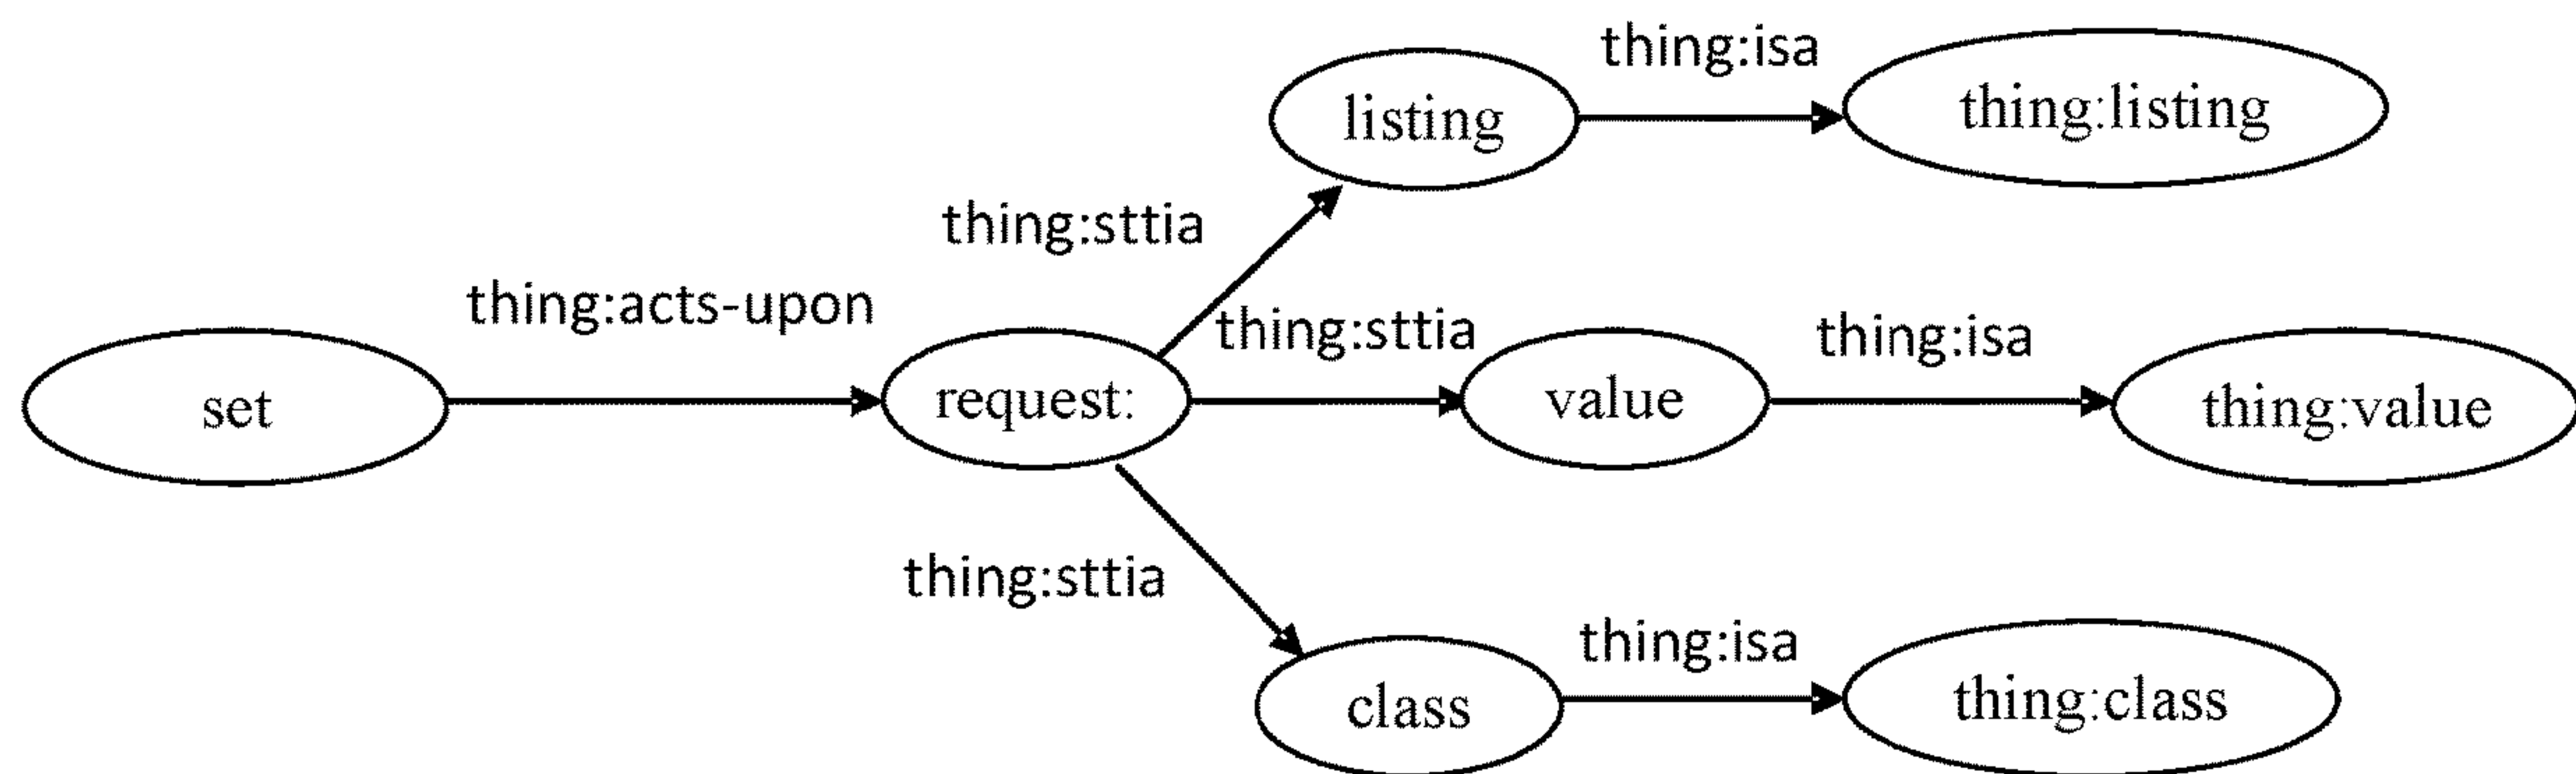 thing:isa
listing
thing:listing
thing:sttia
thing:acts-upon
thing:sttia
thing:isa
set
request:
value
thing:value
thing:sttia
thing:isa
class
thing:class